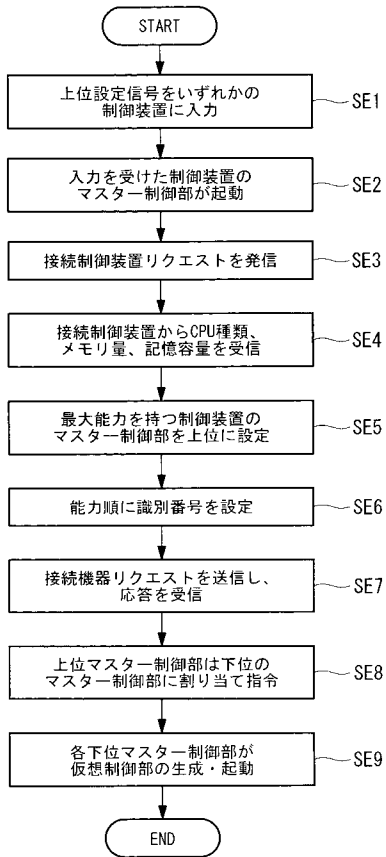 START
上位設定信号をいずれかの
制御装置に入力
SE1
入力を受けた制御装置の
マスター制御部が起動
SE2
接続制御装置リクエストを発信
SE3
接続制御装置からCPU種類、
メモリ量、記憶容量を受信
SE4
最大能力を持つ制御装置の
マスター制御部を上位に設定
SE5
能力順に識別番号を設定
SE6
接続機器リクエストを送信し、
応答を受信
SE7
上位マスター制御部は下位の
マスター制御部に割り当て指令
SE8
各下位マスター制御部が
仮想制御部の生成・起動
SE9
END